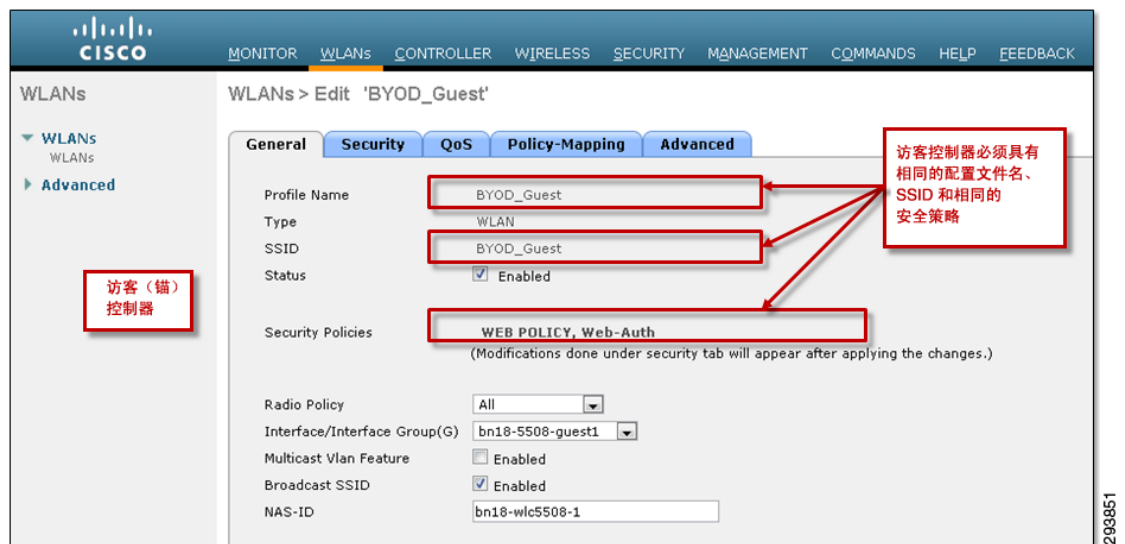 CISCO
MONITOR WLANs CONTROLLER WIRELESS SECURITY MANAGEMENT COMMANDS HELP FEEDBACK
WLANs
WLANs
WLANs
Advanced
访客（锚）
控制器
WLANs > Edit 'BYOD_Guest'
General Security QoS Policy-Mapping Advanced
Profile Name BYOD_Guest
Type WLAN
SSID BYOD_Guest
Status Enabled
Security Policies WEB POLICY, Web-Auth
(Modifications done under security tab will appear after applying the changes.)
Radio Policy All
Interface/Interface Group(G) bn18-5508-guest1
Multicast Vlan Feature Enabled
Broadcast SSID Enabled
NAS-ID bn18-wlc5508-1
访客控制器必须具有
相同的配置文件名、
SSID 和相同的
安全策略
293851